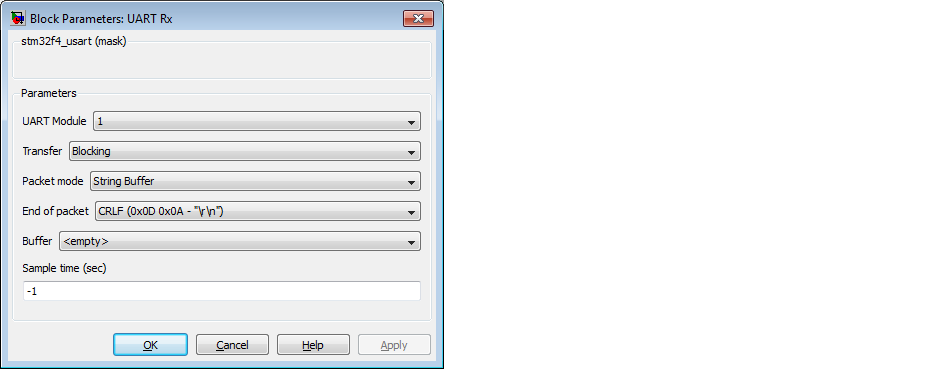 Block Parameters: UART Rx
stm32f4_usart (mask)
Parameters
UART Module 1
Transfer Blocking
Packet mode String Buffer
End of packet CRLF (0x0D 0x0A - "\r\n")
Buffer <empty>
Sample time (sec)
-1
OK Cancel Help Apply